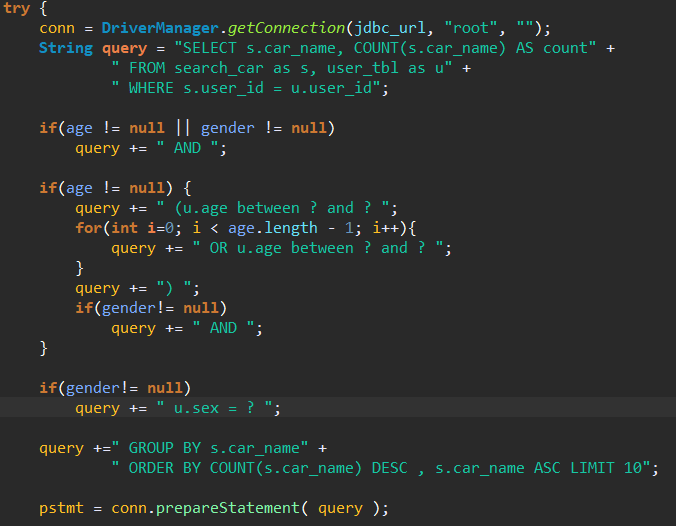 try {
conn = DriverManager.getConnection(jdbc_url, "root", "");
String query = "SELECT s.car_name, COUNT(s.car_name) AS count" +
" FROM search_car as s, user_tbl as u" +
" WHERE s.user_id = u.user_id";
if(age != null || gender != null)
query += " AND ";
if(age != null) {
query += " (u.age between ? and ? ";
for(int i=0; i < age.length - 1; i++){
query += " OR u.age between ? and ? ";
}
query += ") ";
if(gender!= null)
query += " AND ";
}
if(gender!= null)
query += " u.sex = ? ";
query +=" GROUP BY s.car_name" +
" ORDER BY COUNT(s.car_name) DESC , s.car_name ASC LIMIT 10";
pstmt = conn.prepareStatement( query );